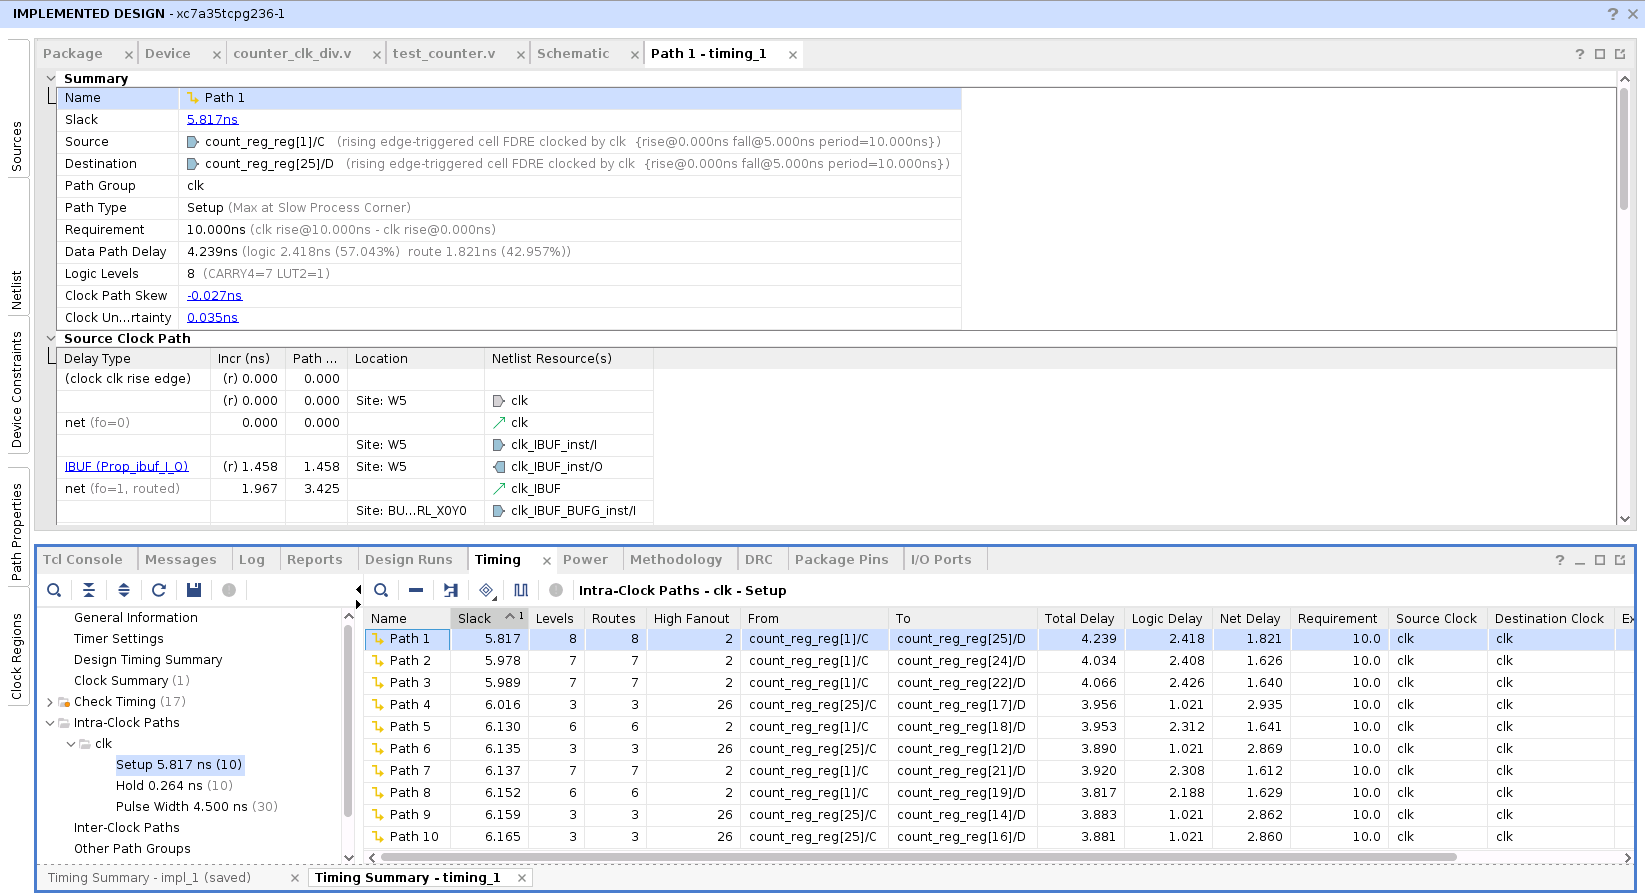 IMPLEMENTED DESIGN - xc7a35tcpg236-1 ? ×
Package × Device × counter_clk_div.v × test_counter.v × Schematic × Path 1 - timing_1 × ?
Sources
Netlist
Device Constraints
Path Properties
Clock Regions
Summary
Name Path 1
Slack 5.817ns
Source count_reg_reg[1]/C (rising edge-triggered cell FDRE clocked by clk {rise@0.000ns fall@5.000ns period=10.000ns})
Destination count_reg_reg[25]/D (rising edge-triggered cell FDRE clocked by clk {rise@0.000ns fall@5.000ns period=10.000ns})
Path Group clk
Path Type Setup (Max at Slow Process Corner)
Requirement 10.000ns (clk rise@10.000ns - clk rise@0.000ns)
Data Path Delay 4.239ns (logic 2.418ns (57.043%) route 1.821ns (42.957%))
Logic Levels 8 (CARRY4=7 LUT2=1)
Clock Path Skew -0.027ns
Clock Un...rtainty 0.035ns
Source Clock Path
Delay Type Incr (ns) Path ... Location Netlist Resource(s)
(clock clk rise edge) (r) 0.000 0.000
(r) 0.000 0.000 Site: W5 clk
net (fo=0) 0.000 0.000 clk
Site: W5 clk_IBUF_inst/I
IBUF (Prop_ibuf_I_O) (r) 1.458 1.458 Site: W5 clk_IBUF_inst/O
net (fo=1, routed) 1.967 3.425 clk_IBUF
Site: BU...RL_X0Y0 clk_IBUF_BUFG_inst/I
Tcl Console Messages Log Reports Design Runs Timing × Power Methodology DRC Package Pins I/O Ports ?
Intra-Clock Paths - clk - Setup
General Information
Timer Settings
Design Timing Summary
Clock Summary (1)
Check Timing (17)
Intra-Clock Paths
clk
Setup 5.817 ns (10)
Hold 0.264 ns (10)
Pulse Width 4.500 ns (30)
Inter-Clock Paths
Other Path Groups
Name Slack 1 Levels Routes High Fanout From To Total Delay Logic Delay Net Delay Requirement Source Clock Destination Clock Ex
Path 1 5.817 8 8 2 count_reg_reg[1]/C count_reg_reg[25]/D 4.239 2.418 1.821 10.0 clk clk
Path 2 5.978 7 7 2 count_reg_reg[1]/C count_reg_reg[24]/D 4.034 2.408 1.626 10.0 clk clk
Path 3 5.989 7 7 2 count_reg_reg[1]/C count_reg_reg[22]/D 4.066 2.426 1.640 10.0 clk clk
Path 4 6.016 3 3 26 count_reg_reg[25]/C count_reg_reg[17]/D 3.956 1.021 2.935 10.0 clk clk
Path 5 6.130 6 6 2 count_reg_reg[1]/C count_reg_reg[18]/D 3.953 2.312 1.641 10.0 clk clk
Path 6 6.135 3 3 26 count_reg_reg[25]/C count_reg_reg[12]/D 3.890 1.021 2.869 10.0 clk clk
Path 7 6.137 7 7 2 count_reg_reg[1]/C count_reg_reg[21]/D 3.920 2.308 1.612 10.0 clk clk
Path 8 6.152 6 6 2 count_reg_reg[1]/C count_reg_reg[19]/D 3.817 2.188 1.629 10.0 clk clk
Path 9 6.159 3 3 26 count_reg_reg[25]/C count_reg_reg[14]/D 3.883 1.021 2.862 10.0 clk clk
Path 10 6.165 3 3 26 count_reg_reg[25]/C count_reg_reg[16]/D 3.881 1.021 2.860 10.0 clk clk
Timing Summary - impl_1 (saved) × Timing Summary - timing_1 ×